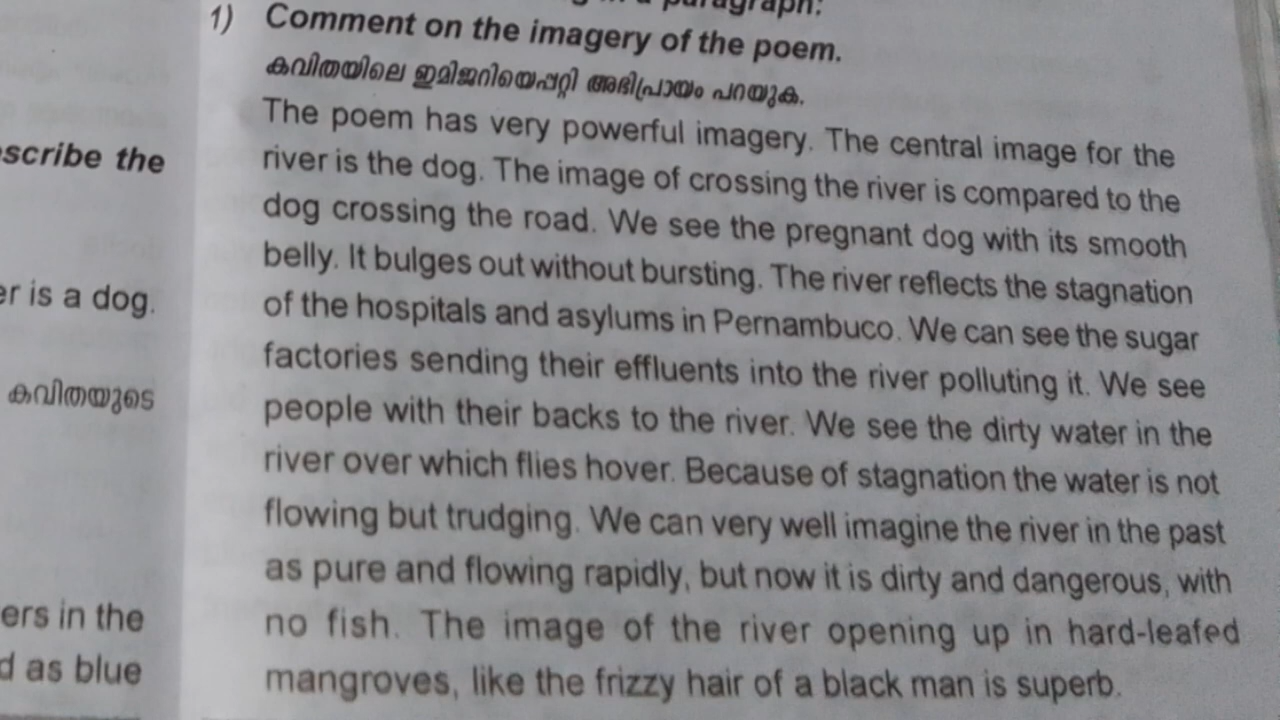 in a paragraph:
1) Comment on the imagery of the poem.
കവിതയിലെ ഇമിജറിയെപ്പറ്റി അഭിപ്രായം പറയുക.
The poem has very powerful imagery. The central image for the
river is the dog. The image of crossing the river is compared to the
dog crossing the road. We see the pregnant dog with its smooth
belly. It bulges out without bursting. The river reflects the stagnation
of the hospitals and asylums in Pernambuco. We can see the sugar
factories sending their effluents into the river polluting it. We see
people with their backs to the river. We see the dirty water in the
river over which flies hover. Because of stagnation the water is not
flowing but trudging. We can very well imagine the river in the past
as pure and flowing rapidly, but now it is dirty and dangerous, with
no fish. The image of the river opening up in hard-leafed
mangroves, like the frizzy hair of a black man is superb.
scribe the
er is a dog.
കവിതയുടെ
ers in the
d as blue